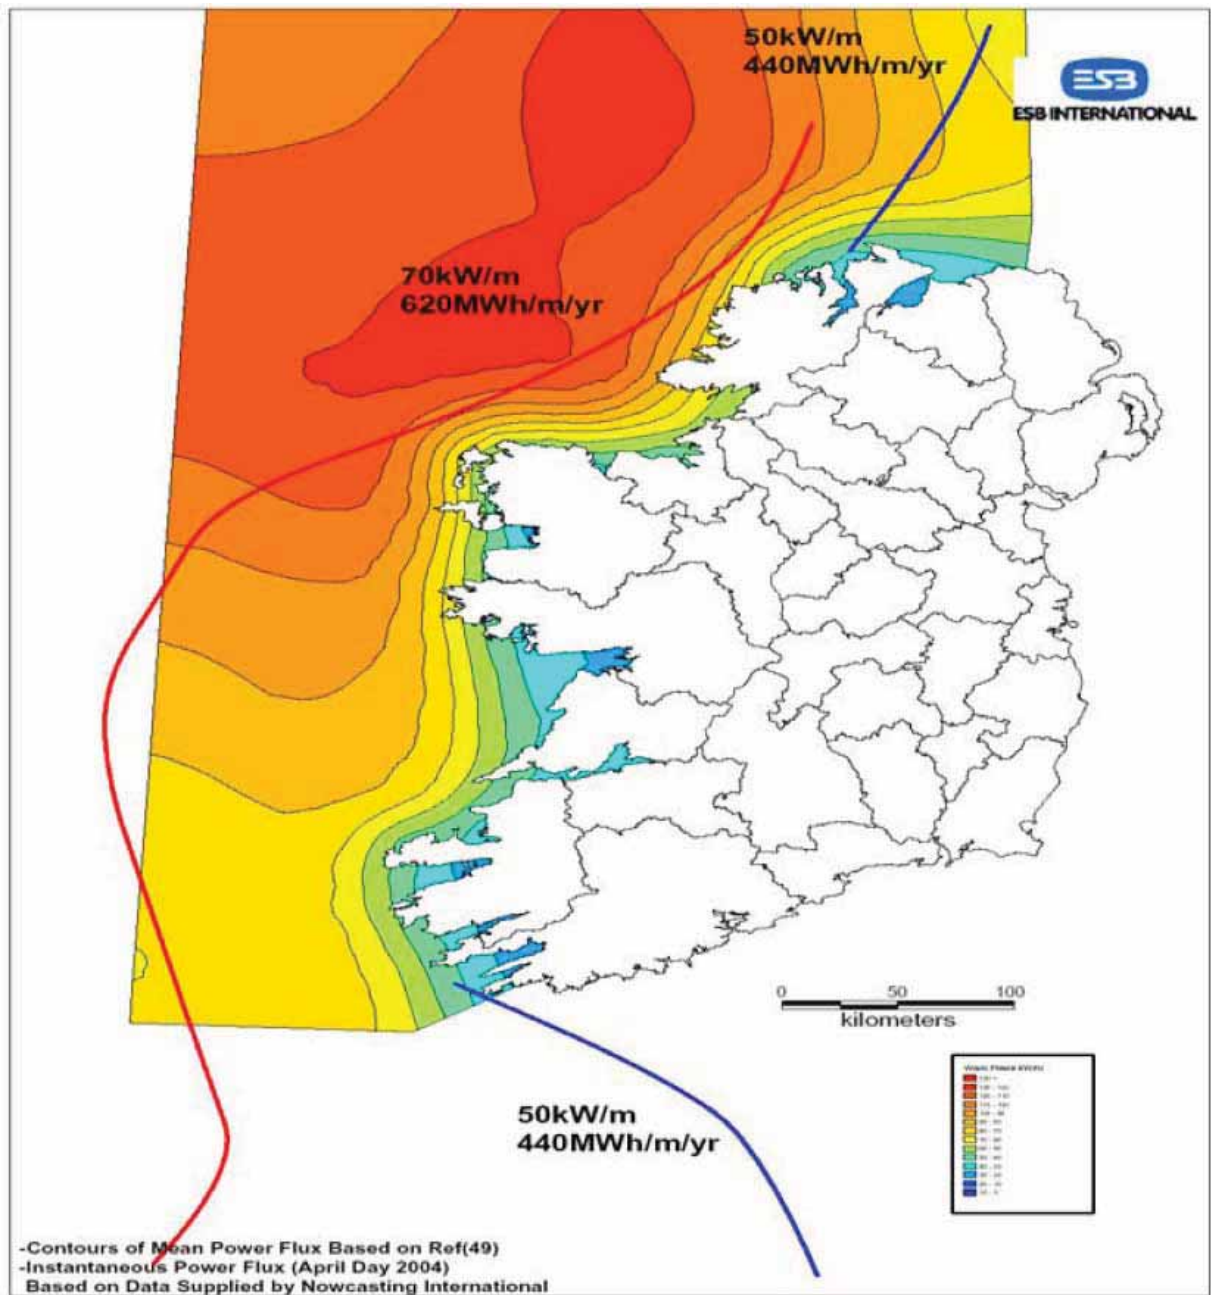 50kW/m
440MWh/m/yr
ESB
ESB INTERNATIONAL
70kW/m
620MWh/m/yr
0 50 100
kilometers
50kW/m
440MWh/m/yr
-Contours of Mean Power Flux Based on Ref(49)
-Instantaneous Power Flux (April Day 2004)
Based on Data Supplied by Nowcasting International